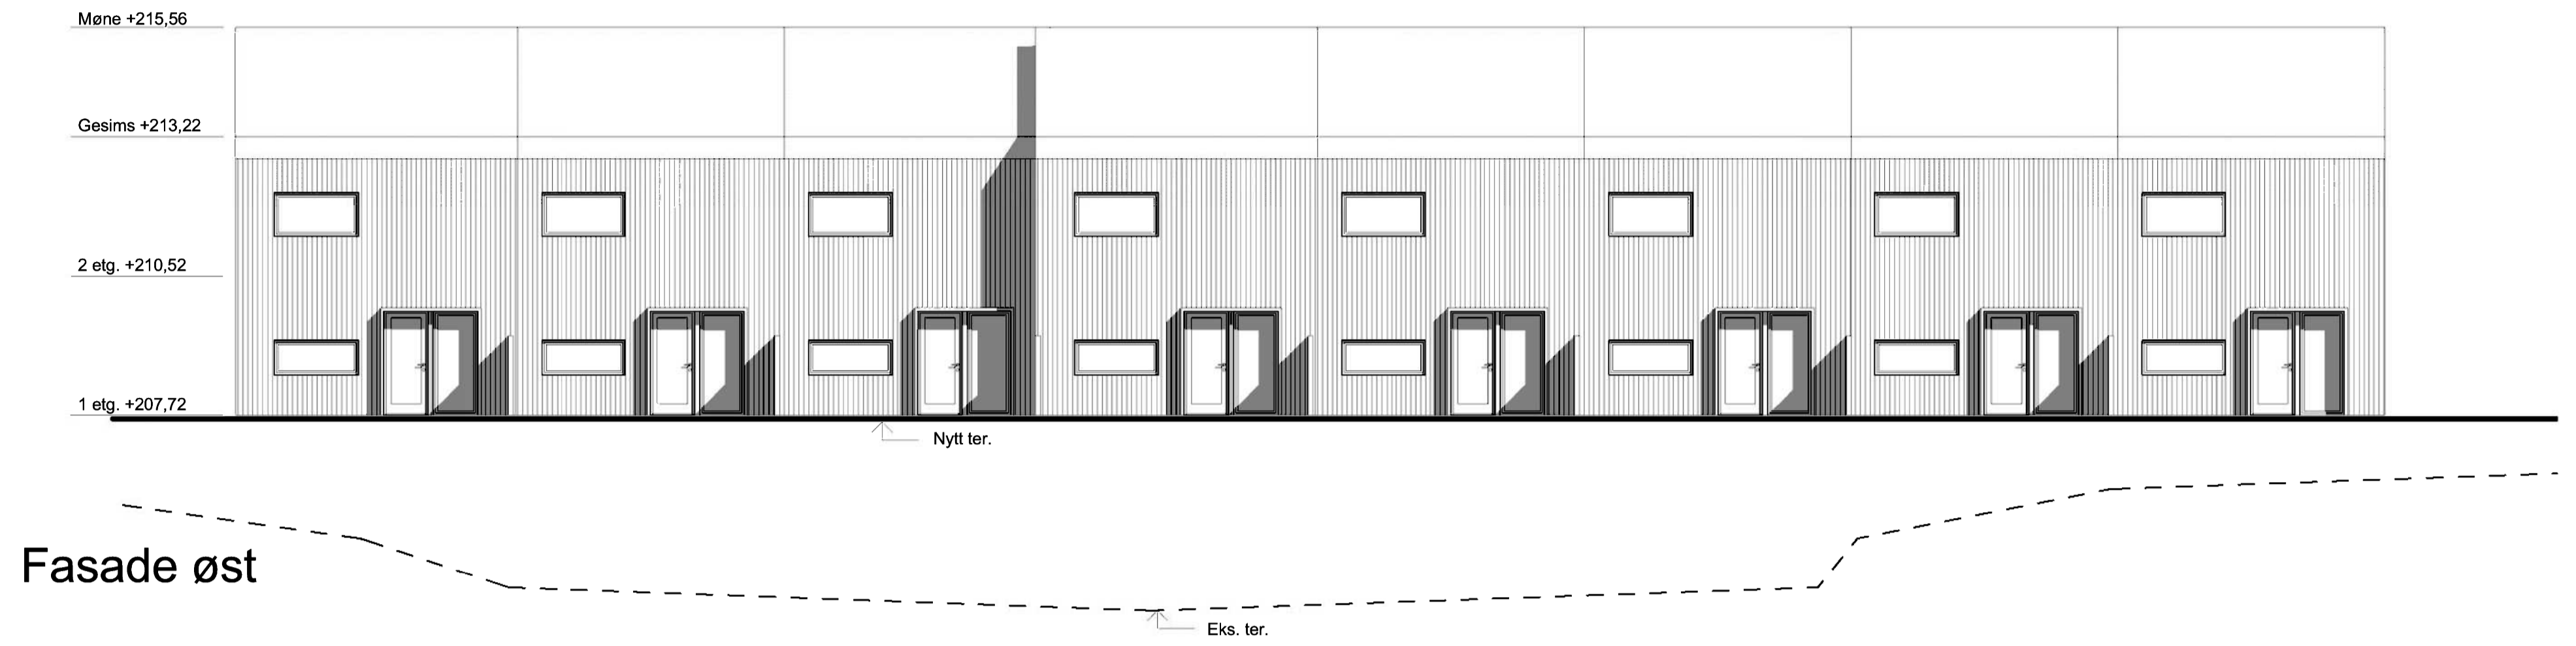 Møne +215,56
Gesims +213,22
2 etg. +210,52
1 etg. +207,72
Nytt ter.
Fasade øst
Eks. ter.